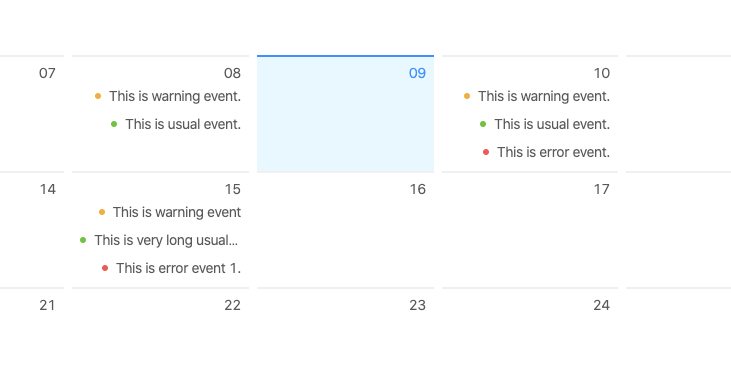 07
08
09
10
This is warning event.
This is usual event.
This is warning event.
This is usual event.
This is error event.
14
15
16
17
This is warning event
This is very long usual...
This is error event 1.
21
22
23
24